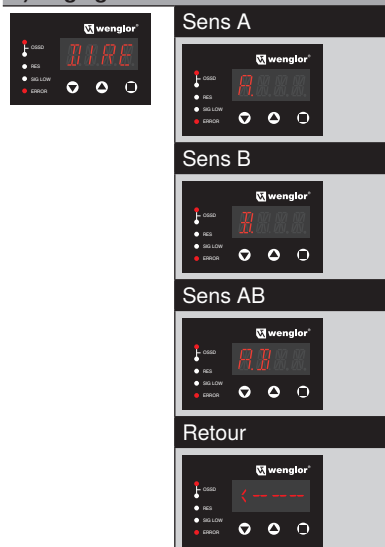 wenglor®
OSSD
DIRE
RES
SIG LOW
ERROR
Sens A
wenglor®
OSSD
A.
RES
SIG LOW
ERROR
Sens B
wenglor®
OSSD
B.
RES
SIG LOW
ERROR
Sens AB
wenglor®
OSSD
A.B
RES
SIG LOW
ERROR
Retour
wenglor®
OSSD
<-----
RES
SIG LOW
ERROR